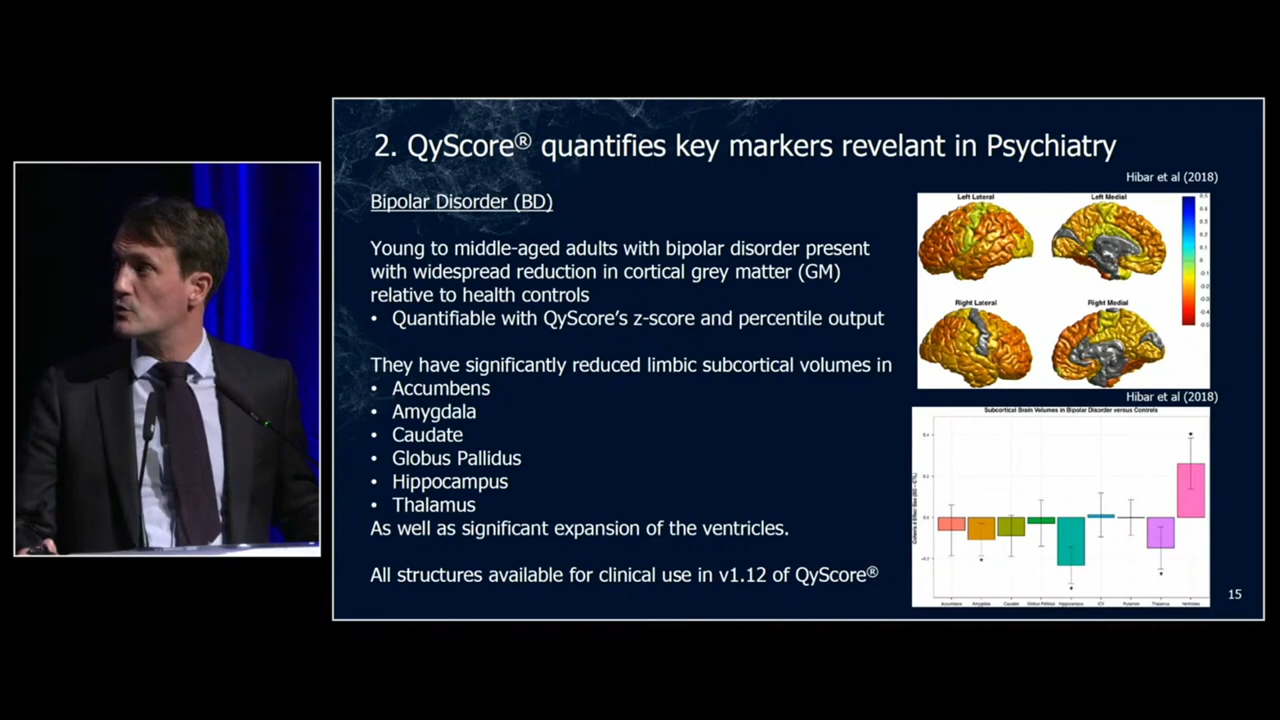 2. QyScore® quantifies key markers revelant in Psychiatry
Hibar et al (2018)
Bipolar Disorder (BD)
Young to middle-aged adults with bipolar disorder present
with widespread reduction in cortical grey matter (GM)
relative to health controls
• Quantifiable with QyScore's z-score and percentile output
They have significantly reduced limbic subcortical volumes in
• Accumbens
• Amygdala
• Caudate
• Globus Pallidus
• Hippocampus
• Thalamus
As well as significant expansion of the ventricles.
All structures available for clinical use in v1.12 of QyScore®
Left Lateral
Left Medial
Right Lateral
Right Medial
Hibar et al (2018)
Subcortical Brain Volumes in Bipolar Disorder versus Controls
Accumbens Amygdala Caudate Globus Pallidus Hippocampus ICV Putamen Thalamus Ventricles
15